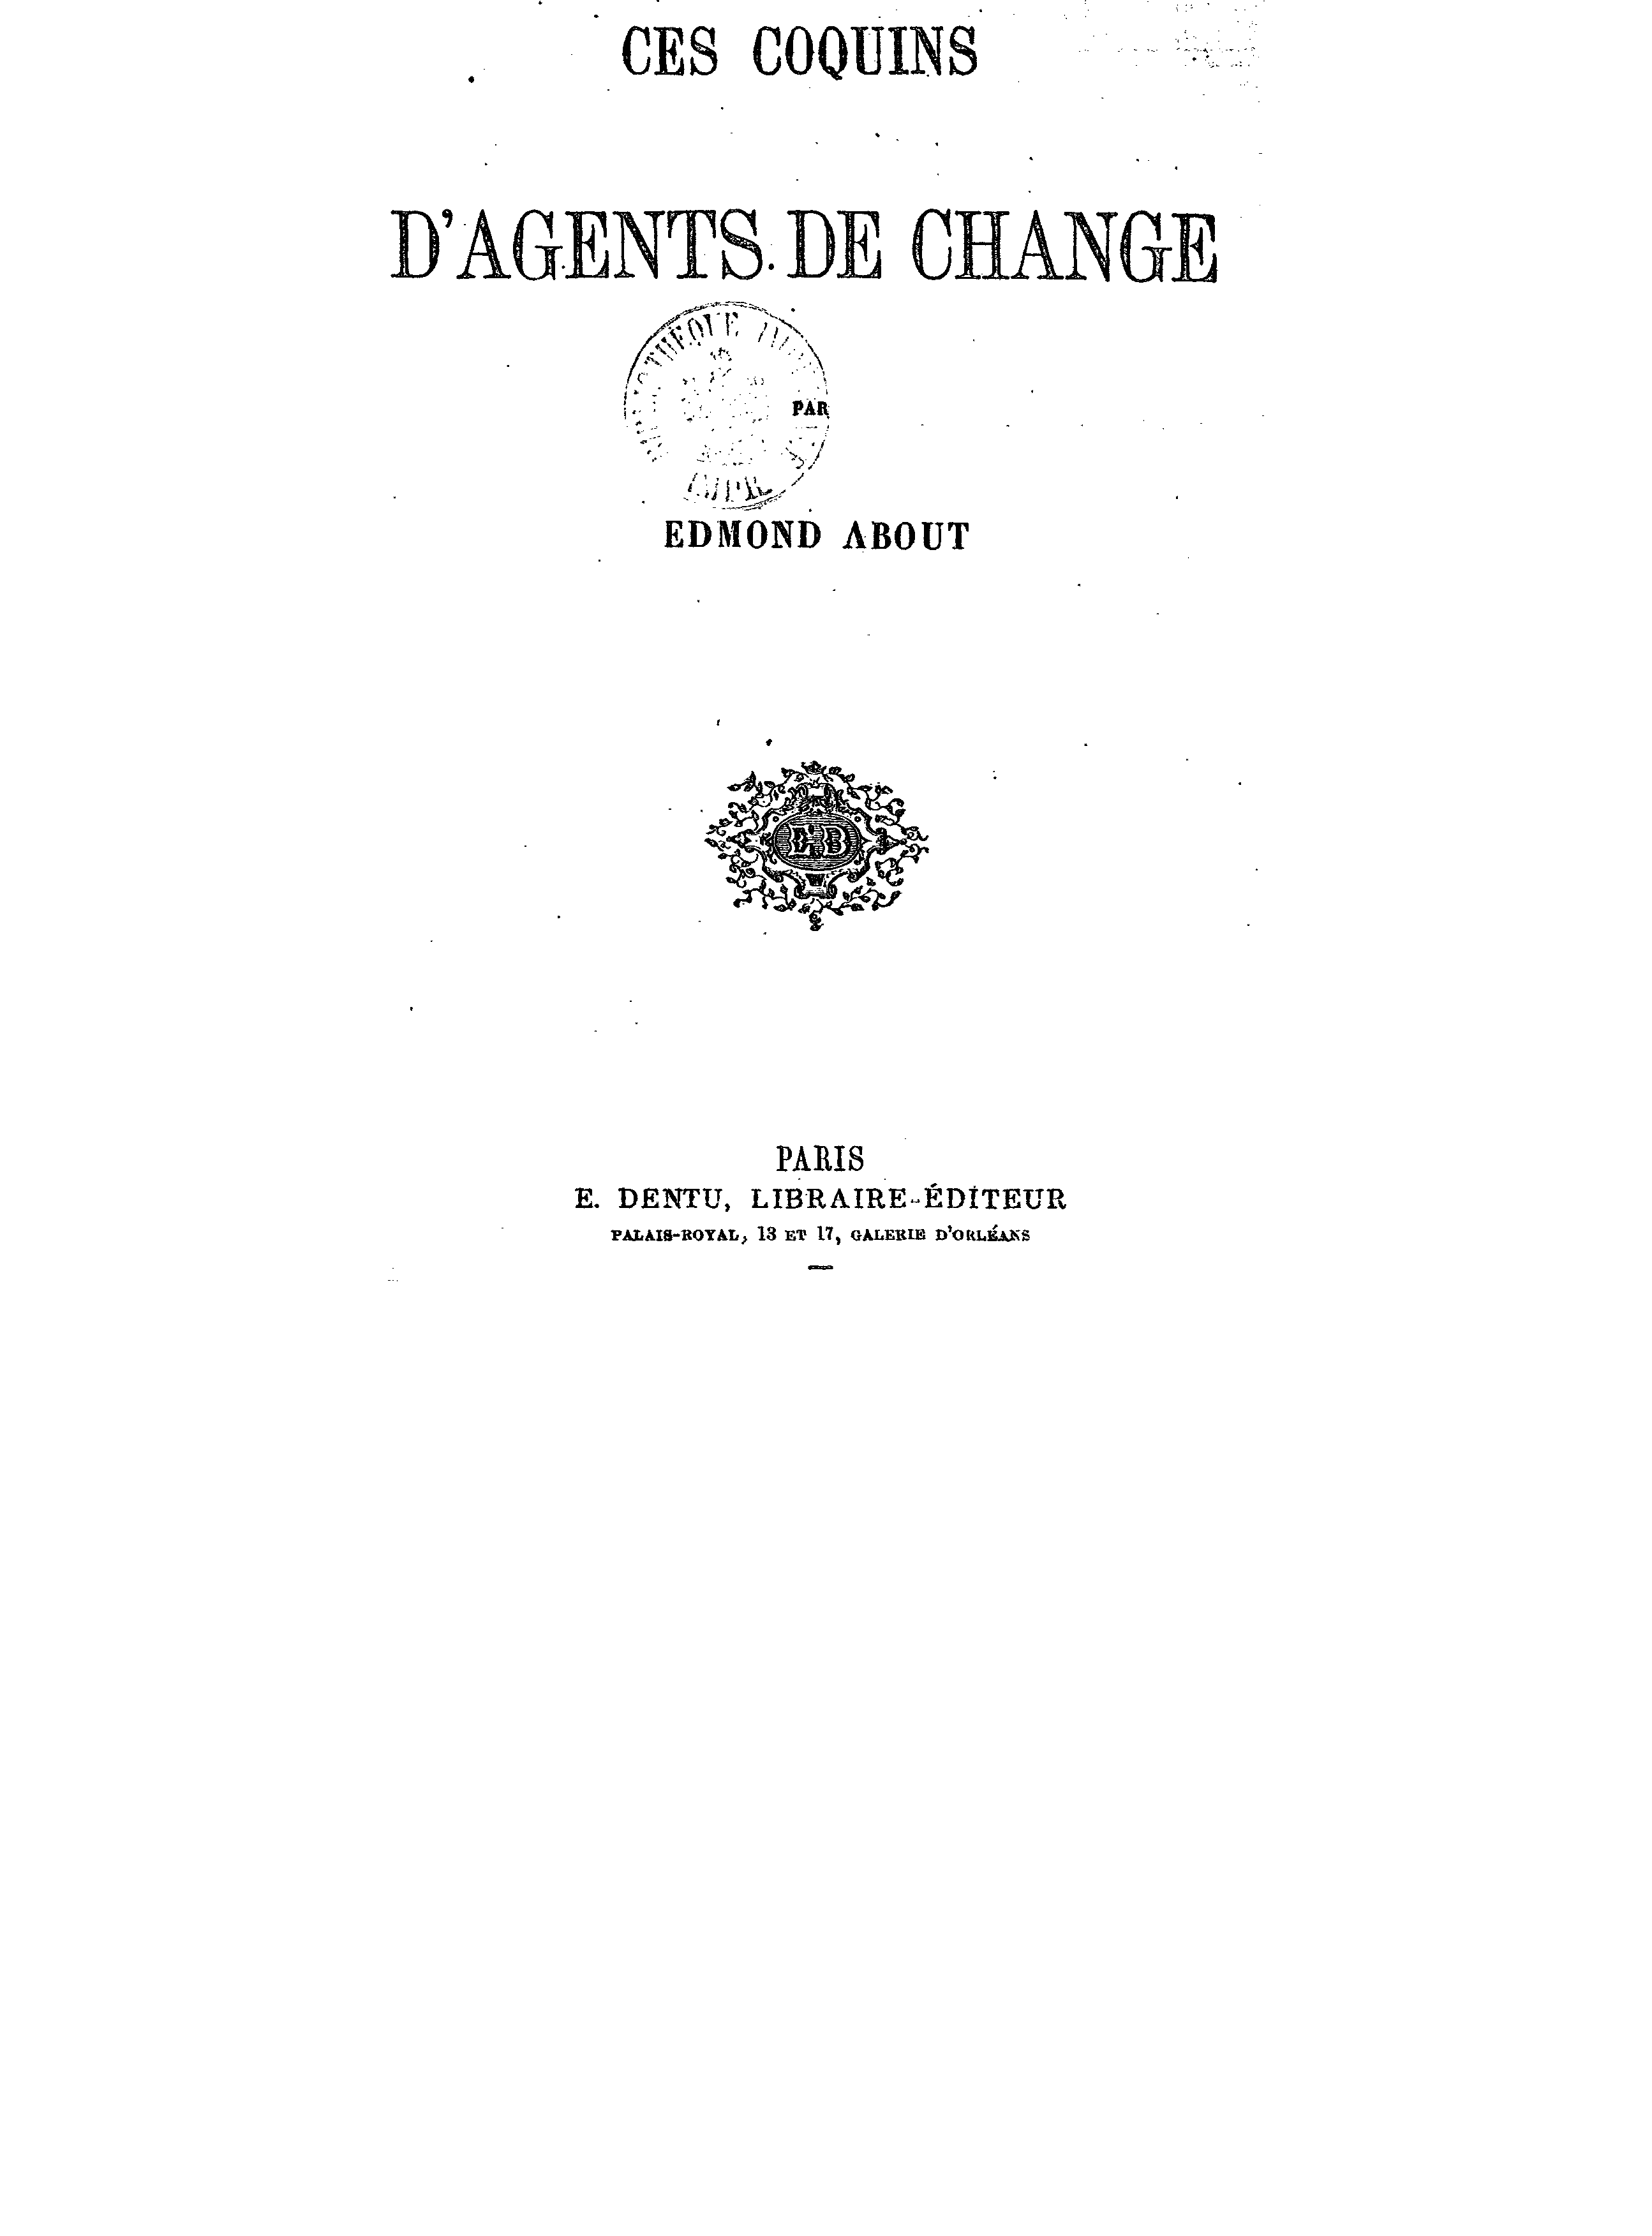 CES COQUINS
D'AGENTS DE CHANGE
PAR
EDMOND ABOUT
ED
PARIS
E. DENTU, LIBRAIRE-ÉDITEUR
PALAIS-ROYAL, 13 ET 17, GALERIE D'ORLÉANS